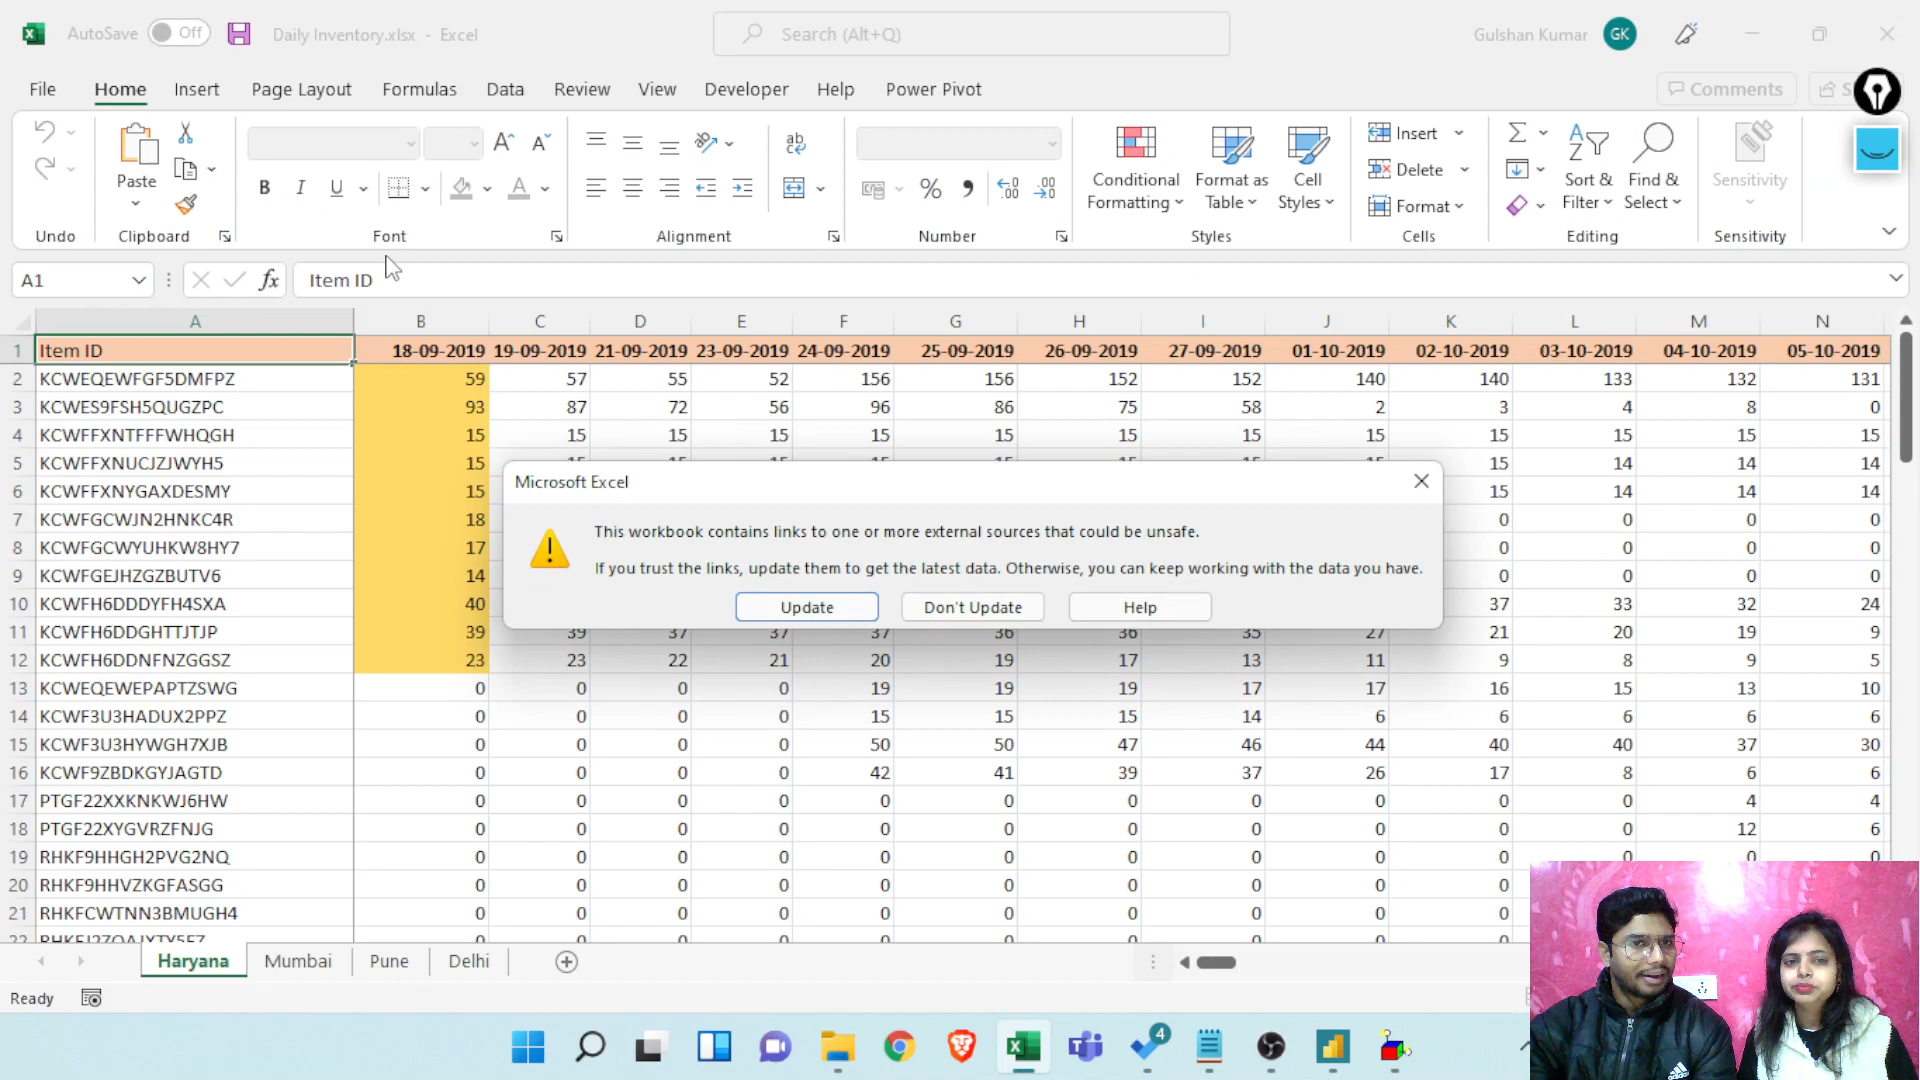 AutoSave Off Daily Inventory.xlsx - Excel Search (Alt+Q) Gulshan Kumar GK
File Home Insert Page Layout Formulas Data Review View Developer Help Power Pivot Comments S
Paste
Conditional Formatting Format as Table Cell Styles
Insert
Delete
Format
Sort & Filter Find & Select Sensitivity
Undo Clipboard Font Alignment Number Styles Cells Editing Sensitivity
A1 fx Item ID
A B C D E F G H I J K L M N
1 Item ID 18-09-2019 19-09-2019 21-09-2019 23-09-2019 24-09-2019 25-09-2019 26-09-2019 27-09-2019 01-10-2019 02-10-2019 03-10-2019 04-10-2019 05-10-2019
2 KCWEQEWFGF5DMFPZ 59 57 55 52 156 156 152 152 140 140 133 132 131
3 KCWES9FSH5QUGZPC 93 87 72 56 96 86 75 58 2 3 4 8 0
4 KCWFFXNTFFFWHQGH 15 15 15 15 15 15 15 15 15 15 15 15 15
5 KCWFFXNUCJZJWYH5 15 15 14 14 14
6 KCWFFXNYGAXDESMY 15 15 14 14 14
7 KCWFGCWJN2HNKC4R 18 0 0 0 0
8 KCWFGCWYUHKW8HY7 17 0 0 0 0
9 KCWFGEJHZGZBUTV6 14 0 0 0 0
10 KCWFH6DDDYFH4SXA 40 37 33 32 24
11 KCWFH6DDGHTTJTJP 39 39 37 37 37 36 36 35 27 21 20 19 9
12 KCWFH6DDNFNZGGSZ 23 23 22 21 20 19 17 13 11 9 8 9 5
13 KCWEQEWEPAPTZSWG 0 0 0 0 19 19 19 17 17 16 15 13 10
14 KCWF3U3HADUX2PPZ 0 0 0 0 15 15 15 14 6 6 6 6 6
15 KCWF3U3HYWGH7XJB 0 0 0 0 50 50 47 46 44 40 40 37 30
16 KCWF9ZBDKGYJAGTD 0 0 0 0 42 41 39 37 26 17 8 6 6
17 PTGF22XXKNKWJ6HW 0 0 0 0 0 0 0 0 0 0 0 4 4
18 PTGF22XYGVRZFNJG 0 0 0 0 0 0 0 0 0 0 0 12 6
19 RHKF9HHGH2PVG2NQ 0 0 0 0 0 0 0 0 0 0 0 0 0
20 RHKF9HHVZKGFASGG 0 0 0 0 0 0 0 0 0 0
21 RHKFCWTNN3BMUGH4 0 0 0 0 0 0 0 0 0 0
Microsoft Excel
This workbook contains links to one or more external sources that could be unsafe.
If you trust the links, update them to get the latest data. Otherwise, you can keep working with the data you have.
Update Don't Update Help
Haryana Mumbai Pune Delhi
Ready
4